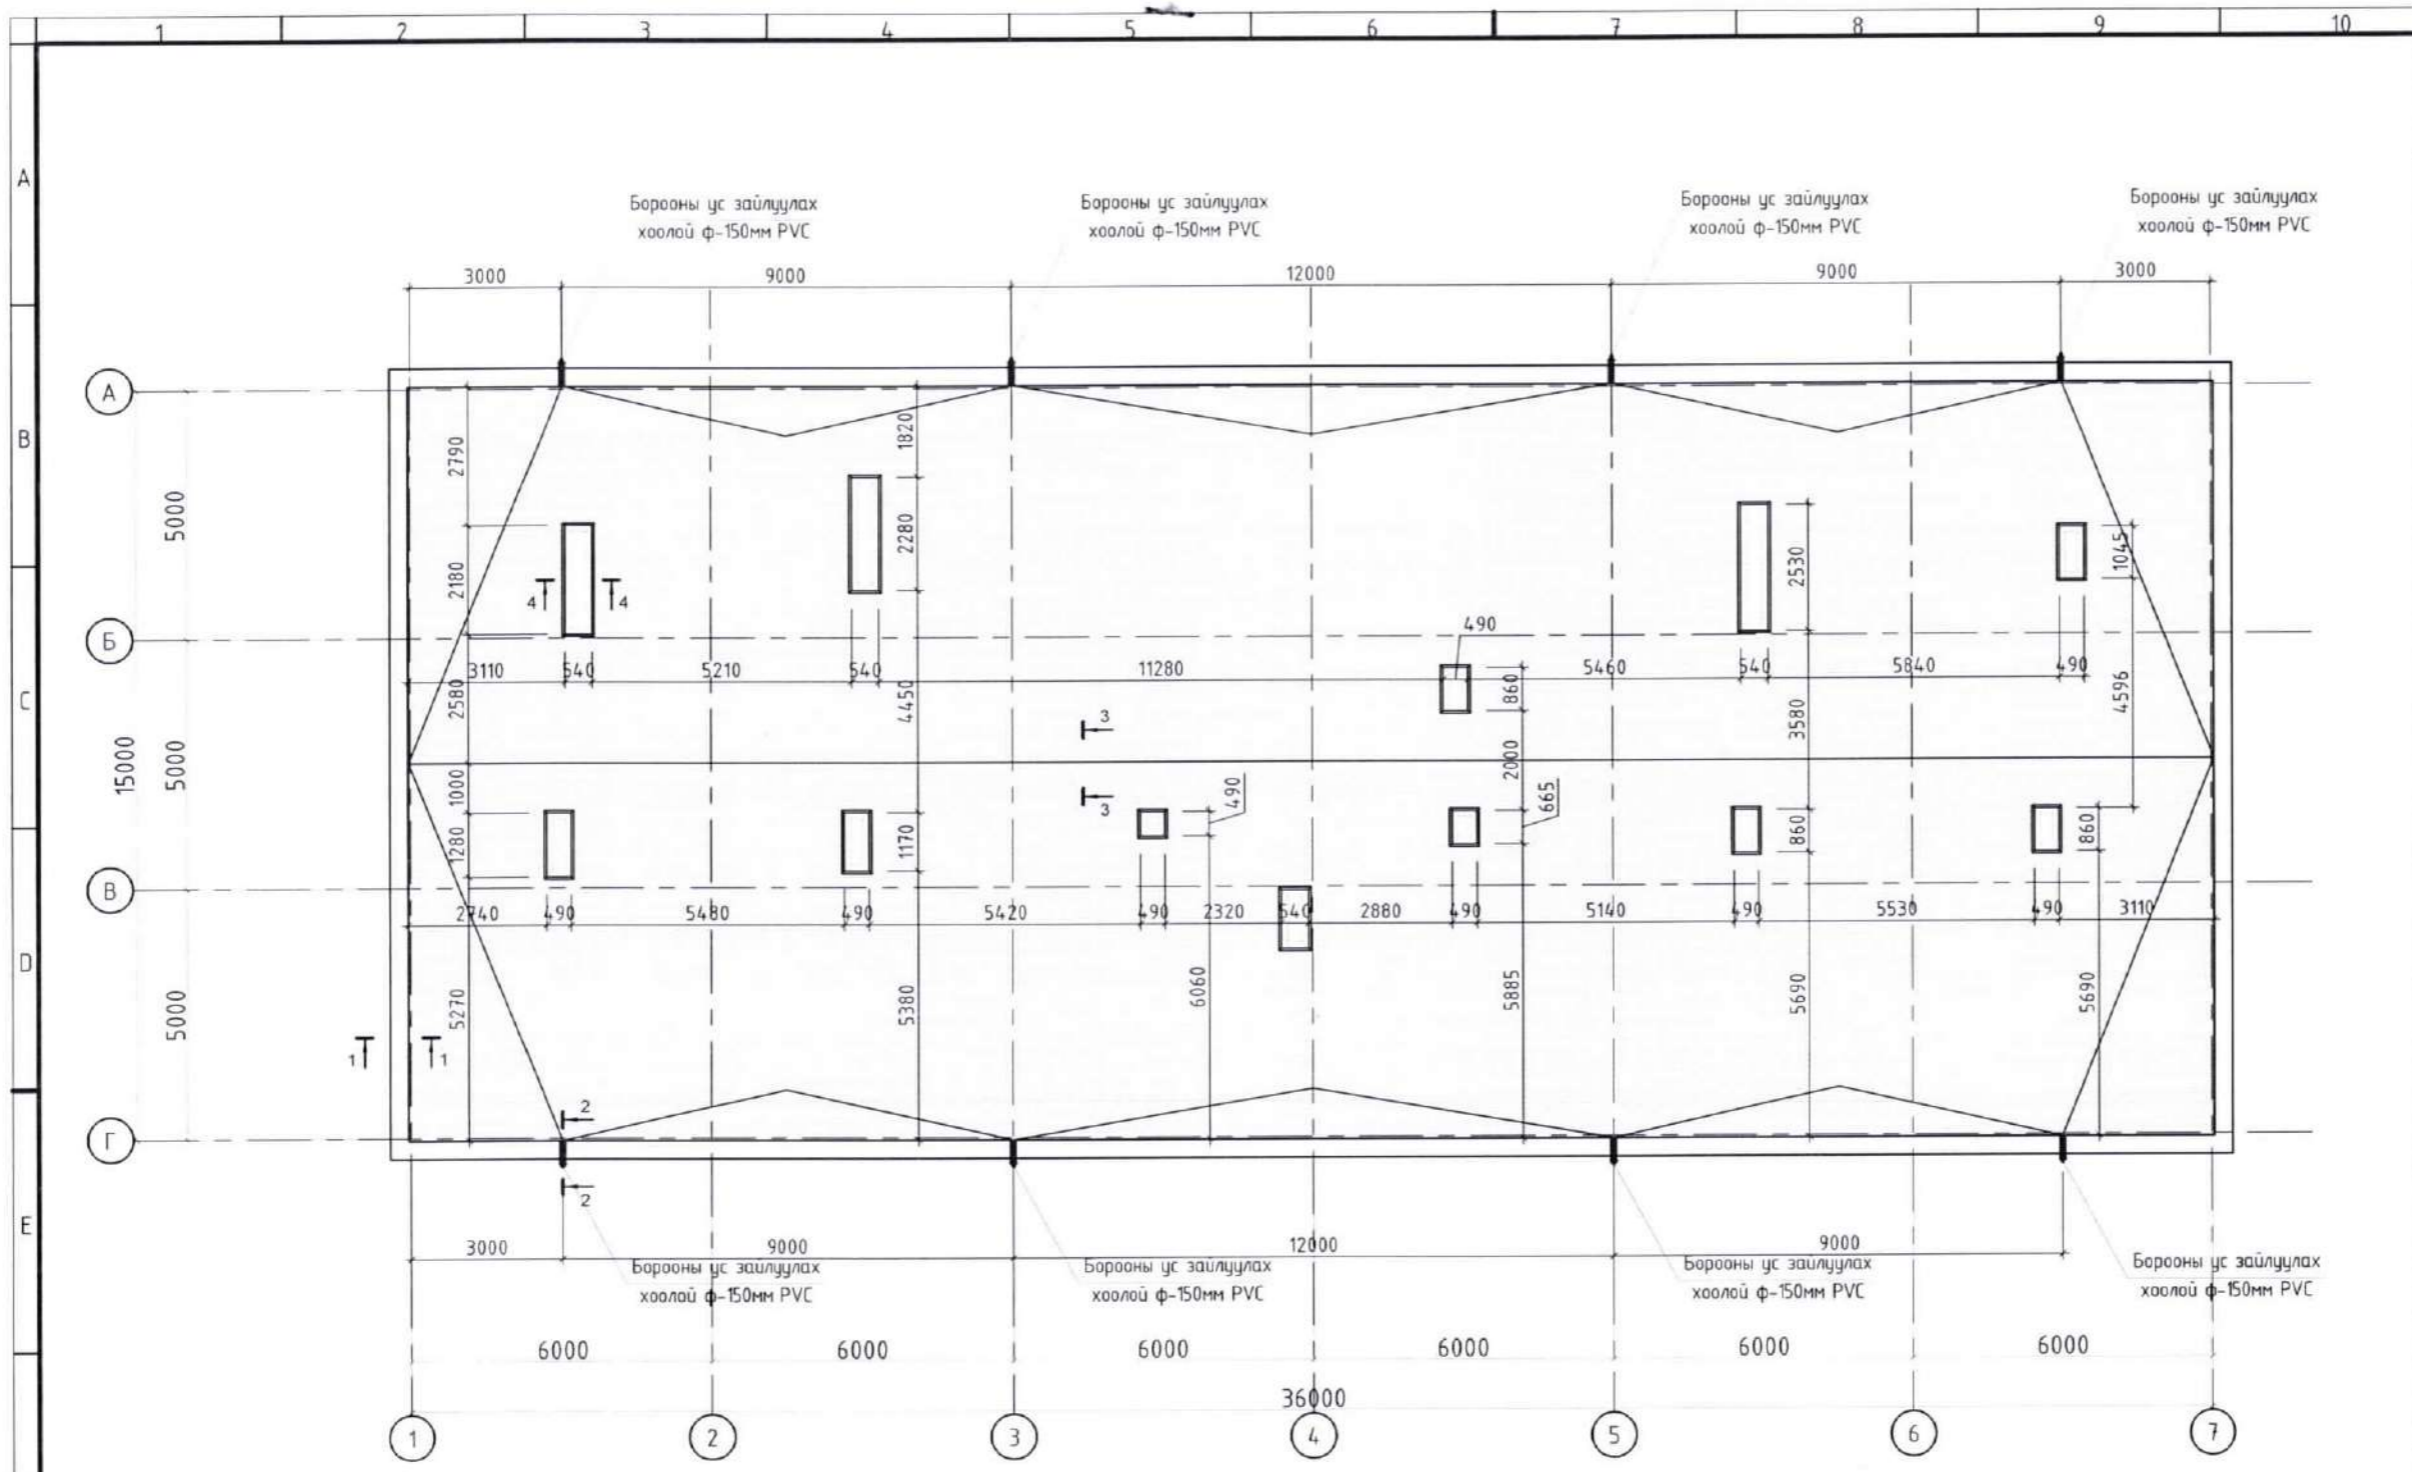 1 2 3 4 5 6 7 8 9 10
A
Борооны ус зайлуулах
хоолой ф-150мм PVC
Борооны ус зайлуулах
хоолой ф-150мм PVC
Борооны ус зайлуулах
хоолой ф-150мм PVC
Борооны ус зайлуулах
хоолой ф-150мм PVC
3000 9000 12000 9000 3000
А
B
2790
1820
5000
2280
2530
1045
2180
4 4
Б
490
3110 540 5210 540 11280 5460 540 5840 490
C
2580
4450
860
3580
4596
3
15000
5000
2000
1000
3
490
665
1280
1170
860
860
В
2740 490 5480 490 5420 490 2320 540 2880 490 5140 490 5530 490 3110
D
5000
5270
5380
6060
5885
5690
5690
1 1
2
Г
2
E
3000 9000 12000 9000
Борооны ус зайлуулах
хоолой ф-150мм PVC
Борооны ус зайлуулах
хоолой ф-150мм PVC
Борооны ус зайлуулах
хоолой ф-150мм PVC
Борооны ус зайлуулах
хоолой ф-150мм PVC
6000 6000 6000 6000 6000 6000
36000
1 2 3 4 5 6 7